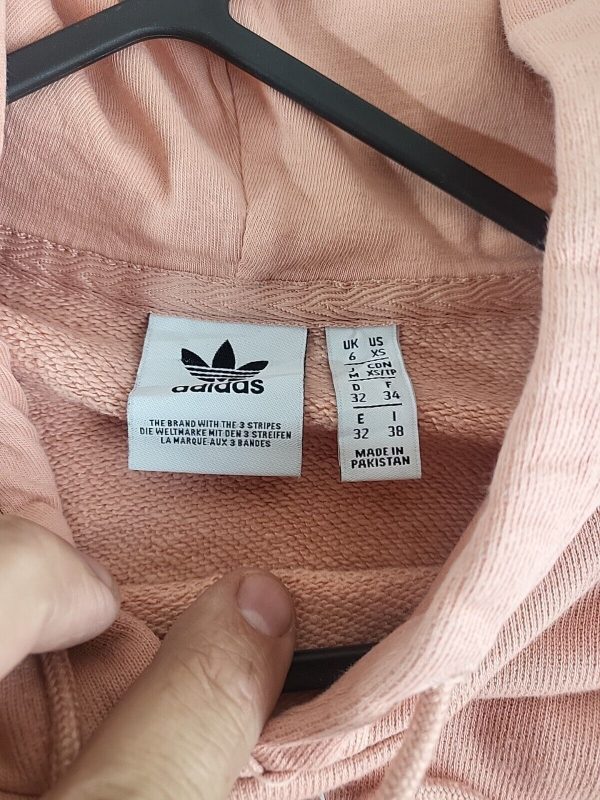 adidas
THE BRAND WITH THE 3 STRIPES
DIE WELTMARKE MIT DEN 3 STREIFEN
LA MARQUE AUX 3 BANDES
UK US
6 XS
J CDN
M XS/TP
D F
32 34
E I
32 38
MADE IN
PAKISTAN